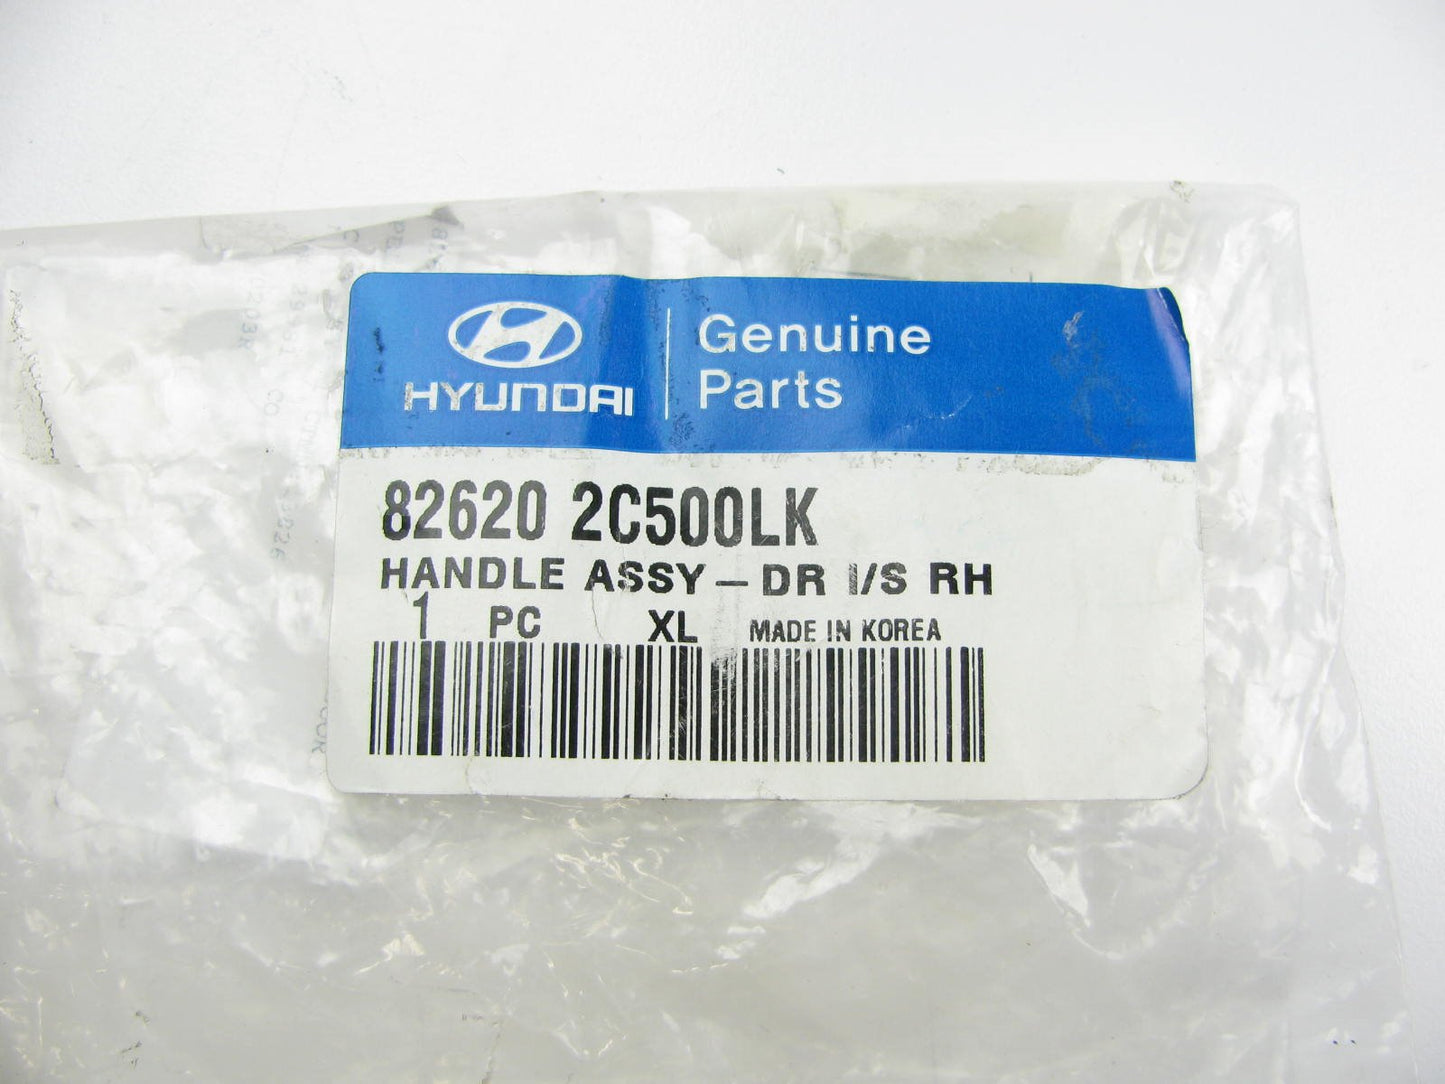 HYUNDAI
Genuine
Parts
82620 2C500LK
HANDLE ASSY-DR I/S RH
1 PC XL MADE IN KOREA